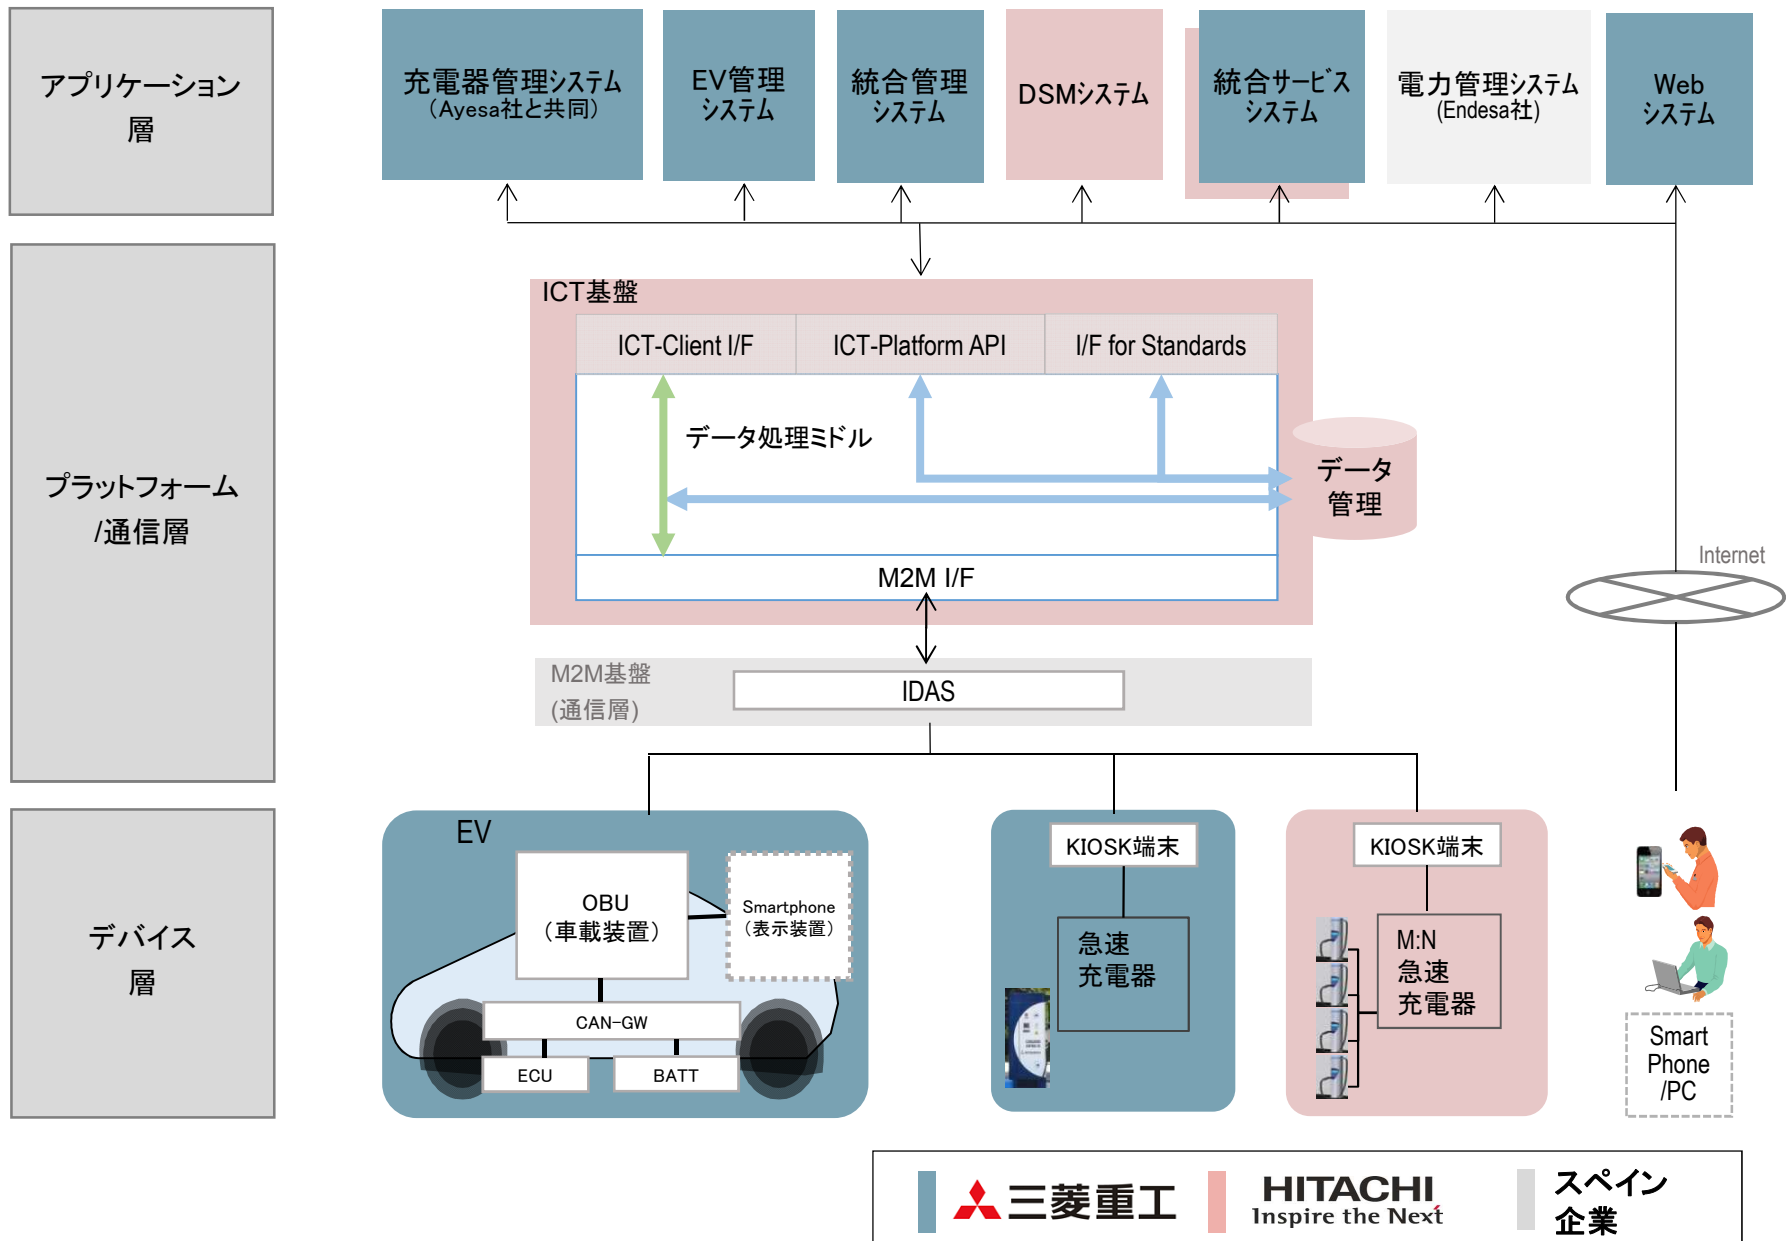 アプリケーション
層
充電器管理システム
（Ayesa社と共同）
EV管理
システム
統合管理
システム
DSMシステム
統合サービス
システム
電力管理システム
(Endesa社)
Web
システム
プラットフォーム
/通信層
ICT基盤
ICT-Client I/F
ICT-Platform API
I/F for Standards
データ処理ミドル
データ
管理
M2M I/F
Internet
M2M基盤
(通信層)
IDAS
デバイス
層
EV
OBU
（車載装置）
Smartphone
（表示装置）
CAN-GW
ECU
BATT
KIOSK端末
急速
充電器
KIOSK端末
M:N
急速
充電器
Smart
Phone
/PC
三菱重工
HITACHI
Inspire the Next
スペイン
企業